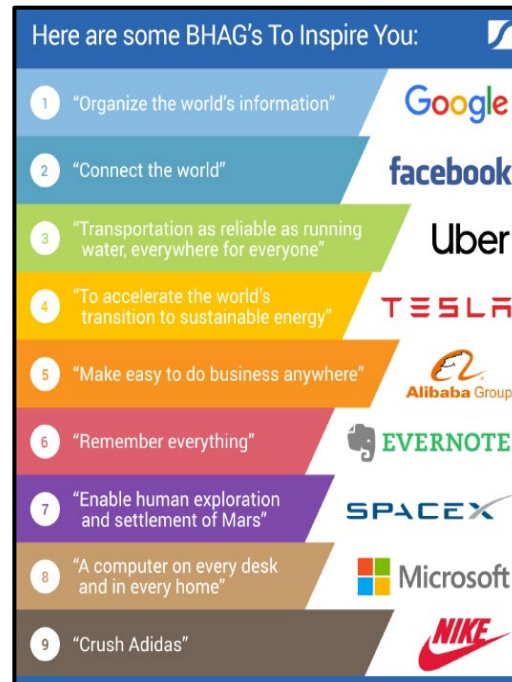 Here are some BHAG's To Inspire You:
1 "Organize the world's information" Google
2 "Connect the world" facebook
3 "Transportation as reliable as running
water, everywhere for everyone" Uber
4 "To accelerate the world's
transition to sustainable energy" TESLA
5 "Make easy to do business anywhere" Alibaba Group
6 "Remember everything" EVERNOTE
7 "Enable human exploration
and settlement of Mars" SPACEX
8 "A computer on every desk
and in every home" Microsoft
9 "Crush Adidas" NIKE